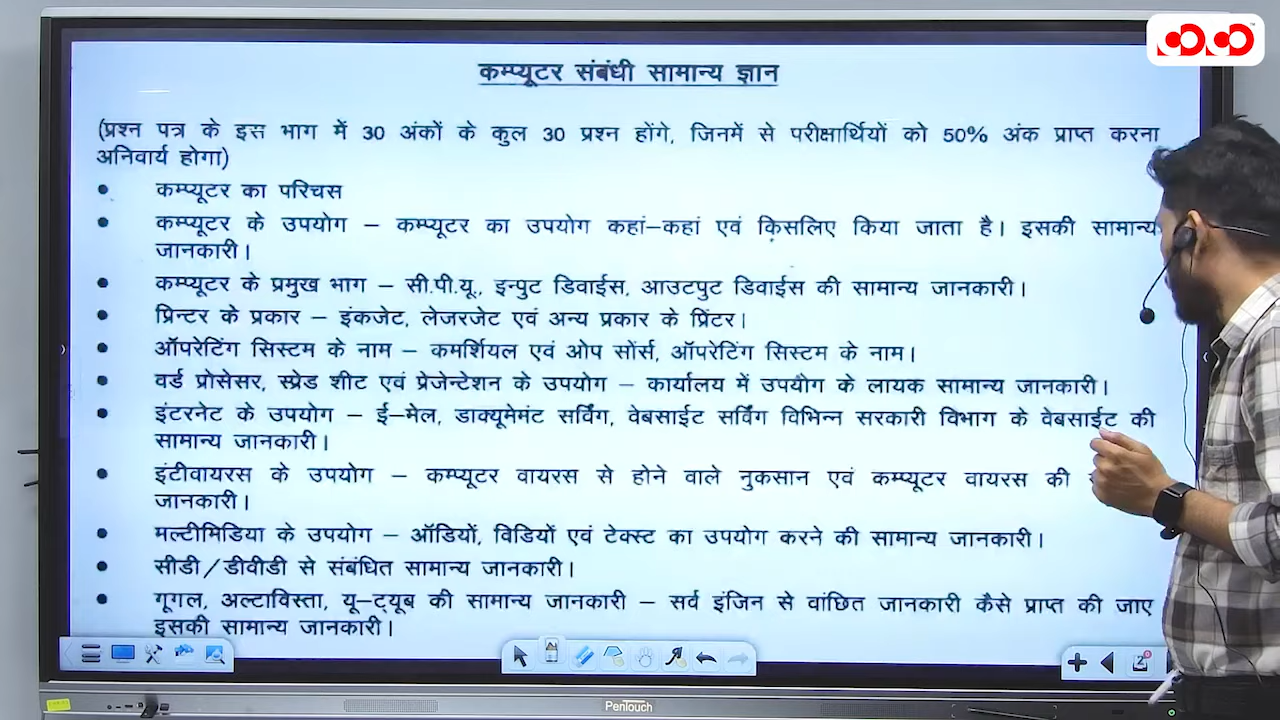 कम्प्यूटर संबंधी सामान्य ज्ञान
(प्रश्न पत्र के इस भाग में 30 अंकों के कुल 30 प्रश्न होंगे, जिनमें से परीक्षार्थियों को 50% अंक प्राप्त करना
अनिवार्य होगा)
• कम्प्यूटर का परिचस
• कम्प्यूटर के उपयोग – कम्प्यूटर का उपयोग कहां–कहां एवं किसलिए किया जाता है। इसकी सामान्य
जानकारी।
• कम्प्यूटर के प्रमुख भाग – सी.पी.यू., इन्पुट डिवाईस, आउटपुट डिवाईस की सामान्य जानकारी।
• प्रिन्टर के प्रकार – इंकजेट, लेजरजेट एवं अन्य प्रकार के प्रिंटर।
• ऑपरेटिंग सिस्टम के नाम – कमर्शियल एवं ओप सोंर्स, ऑपरेटिंग सिस्टम के नाम।
• वर्ड प्रोसेसर, स्प्रेड शीट एवं प्रेजेन्टेशन के उपयोग – कार्यालय में उपयोग के लायक सामान्य जानकारी।
• इंटरनेट के उपयोग – ई–मेल, डाक्यूमेमंट सर्विंग, वेबसाईट सर्विंग विभिन्न सरकारी विभाग के वेबसाईट की
सामान्य जानकारी।
• इंटीवायरस के उपयोग – कम्प्यूटर वायरस से होने वाले नुकसान एवं कम्प्यूटर वायरस की
जानकारी।
• मल्टीमिडिया के उपयोग – ऑडियों, विडियों एवं टेक्स्ट का उपयोग करने की सामान्य जानकारी।
• सीडी/डीवीडी से संबंधित सामान्य जानकारी।
• गूगल, अल्टाविस्ता, यू–ट्यूब की सामान्य जानकारी – सर्व इंजिन से वांछित जानकारी कैसे प्राप्त की जाए
इसकी सामान्य जानकारी।
PenTouch